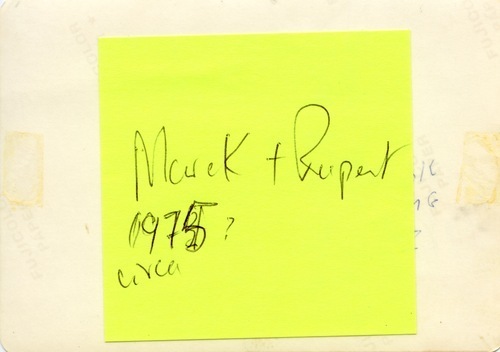 Marek + Rupert
1975 ?
circa